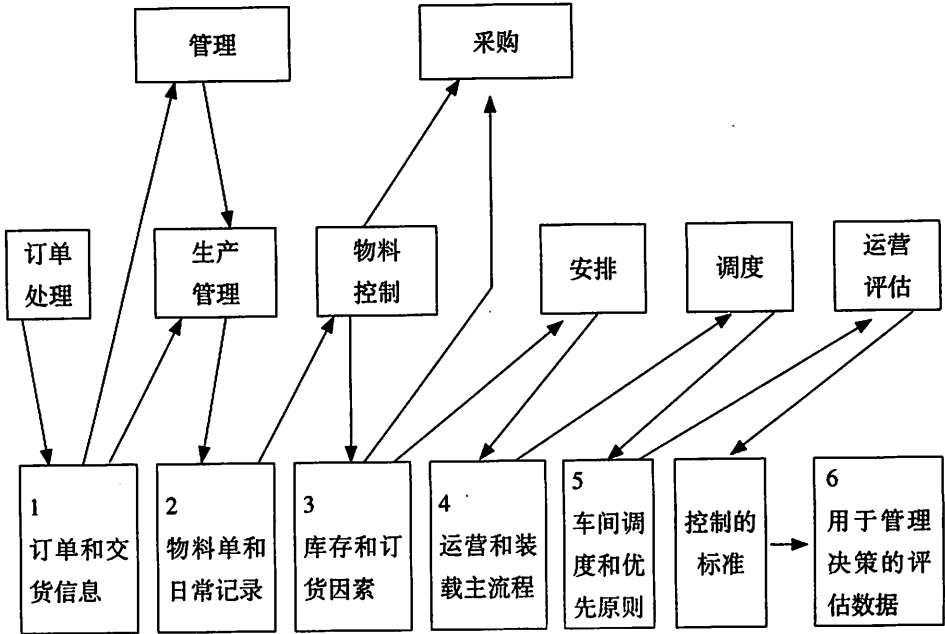 管理
采购
订单
处理
生产
管理
物料
控制
安排
调度
运营
评估
1
订单和交
货信息
2
物料单和
日常记录
3
库存和订
货因素
4
运营和装
载主流程
5
车间调
度和优
先原则
控制的
标准
6
用于管理
决策的评
估数据